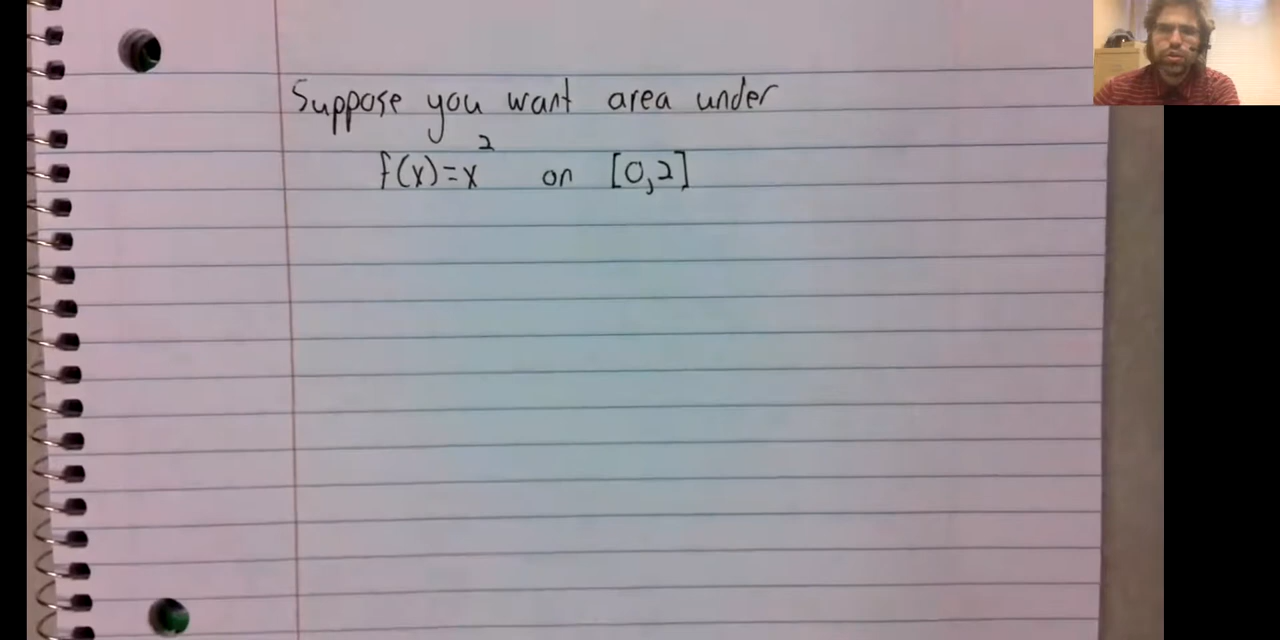 Suppose you want area under
f(x)=x² on [0,2]